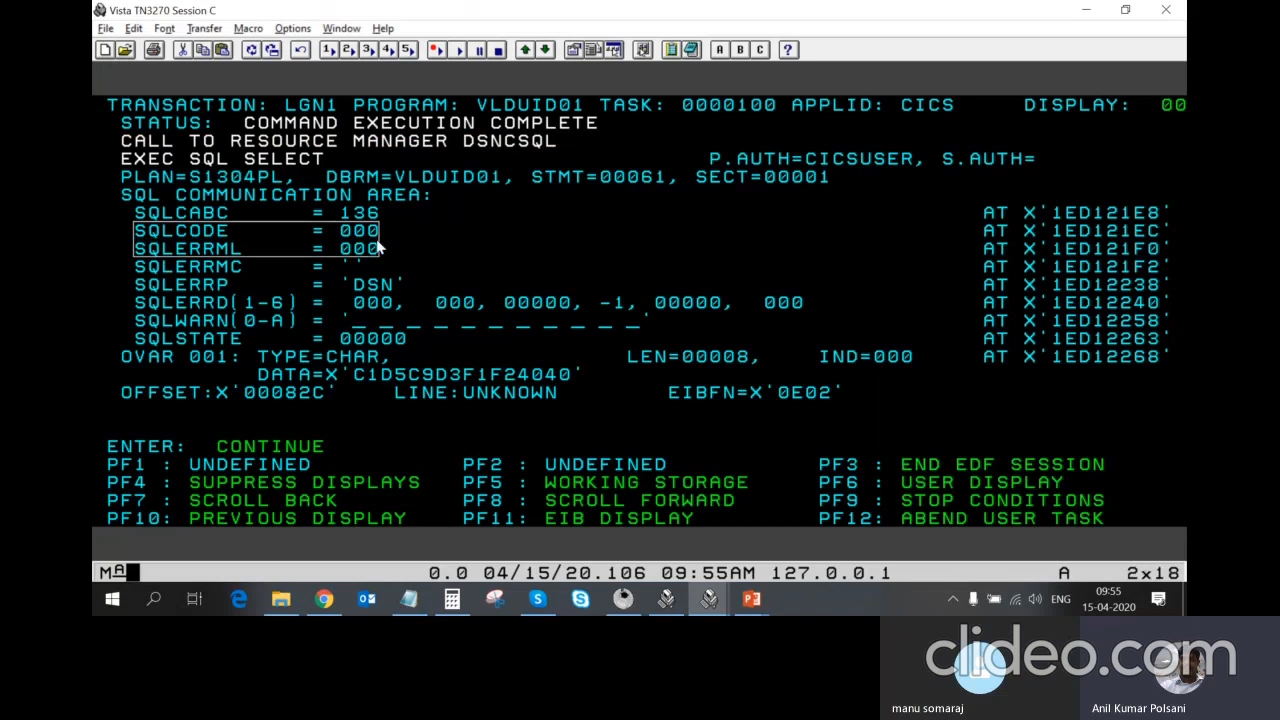 Vista TN3270 Session C
File Edit Font Transfer Macro Options Window Help
1 2 3 4 5 A B C ?
TRANSACTION: LGN1 PROGRAM: VLDUID01 TASK: 0000100 APPLID: CICS DISPLAY: 00
STATUS: COMMAND EXECUTION COMPLETE
CALL TO RESOURCE MANAGER DSNCSQL
EXEC SQL SELECT P.AUTH=CICSUSER, S.AUTH=
PLAN=S1304PL, DBRM=VLDUID01, STMT=00061, SECT=00001
SQL COMMUNICATION AREA:
SQLCABC = 136 AT X'1ED121E8'
SQLCODE = 000 AT X'1ED121EC'
SQLERRML = 000 AT X'1ED121F0'
SQLERRMC = '' AT X'1ED121F2'
SQLERRP = 'DSN' AT X'1ED12238'
SQLERRD(1-6) = 000, 000, 00000, -1, 00000, 000 AT X'1ED12240'
SQLWARN(0-A) = '_ _ _ _ _ _ _ _ _ _ _' AT X'1ED12258'
SQLSTATE = 00000 AT X'1ED12263'
OVAR 001: TYPE=CHAR, LEN=00008, IND=000 AT X'1ED12268'
DATA=X'C1D5C9D3F1F24040'
OFFSET:X'00082C' LINE:UNKNOWN EIBFN=X'0E02'
ENTER: CONTINUE
PF1 : UNDEFINED PF2 : UNDEFINED PF3 : END EDF SESSION
PF4 : SUPPRESS DISPLAYS PF5 : WORKING STORAGE PF6 : USER DISPLAY
PF7 : SCROLL BACK PF8 : SCROLL FORWARD PF9 : STOP CONDITIONS
PF10: PREVIOUS DISPLAY PF11: EIB DISPLAY PF12: ABEND USER TASK
MA 0.0 04/15/20.106 09:55AM 127.0.0.1 A 2x18
ENG 09:55
15-04-2020
clideo.com
manu somaraj Anil Kumar Polsani